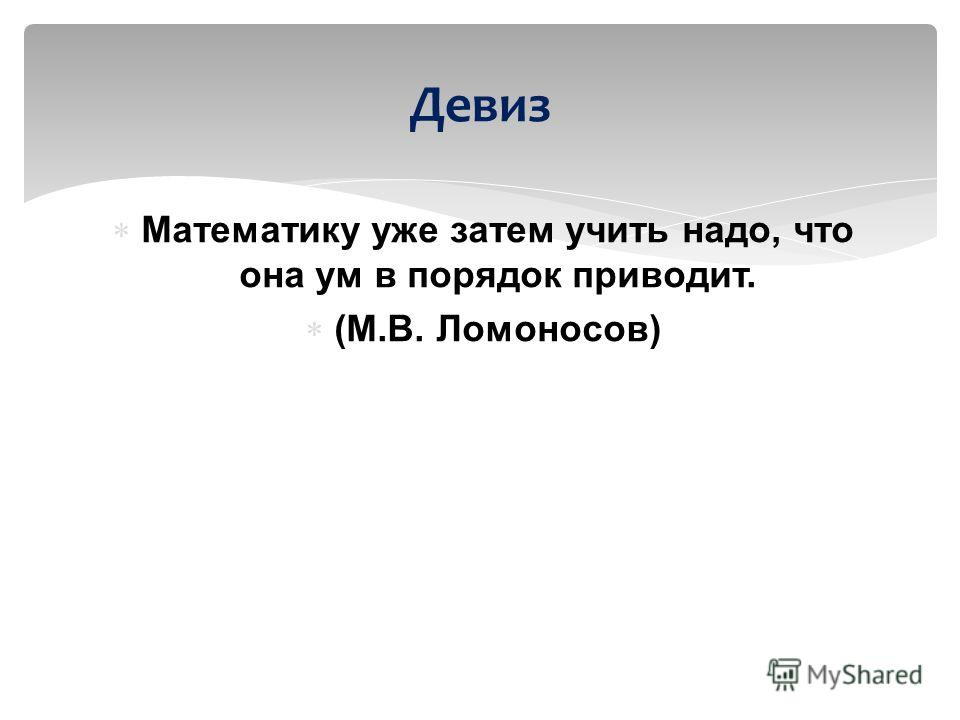 Девиз
* Математику уже затем учить надо, что
она ум в порядок приводит.
* (М.В. Ломоносов)
MyShared